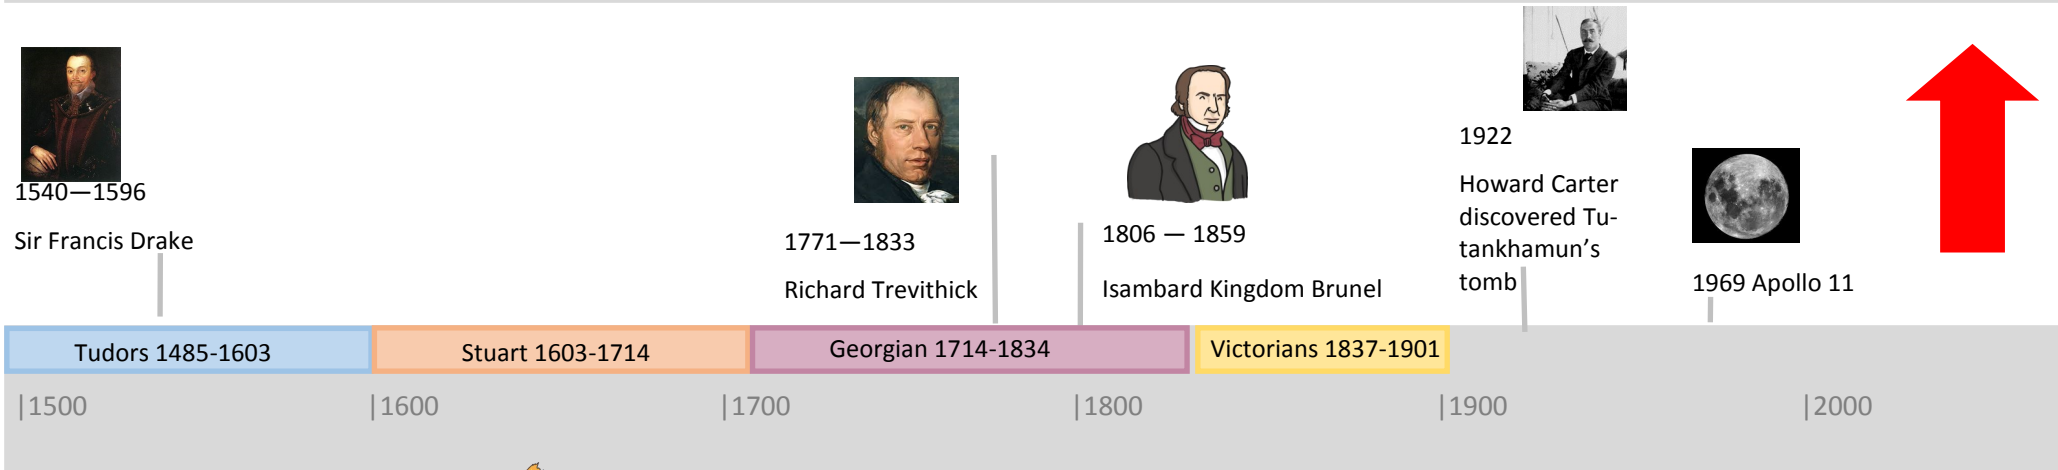 1540—1596
Sir Francis Drake
1771—1833
Richard Trevithick
1806 — 1859
Isambard Kingdom Brunel
1922
Howard Carter
discovered Tu-
tankhamun's
tomb
1969 Apollo 11
Tudors 1485-1603
Stuart 1603-1714
Georgian 1714-1834
Victorians 1837-1901
|1500
|1600
|1700
|1800
|1900
|2000